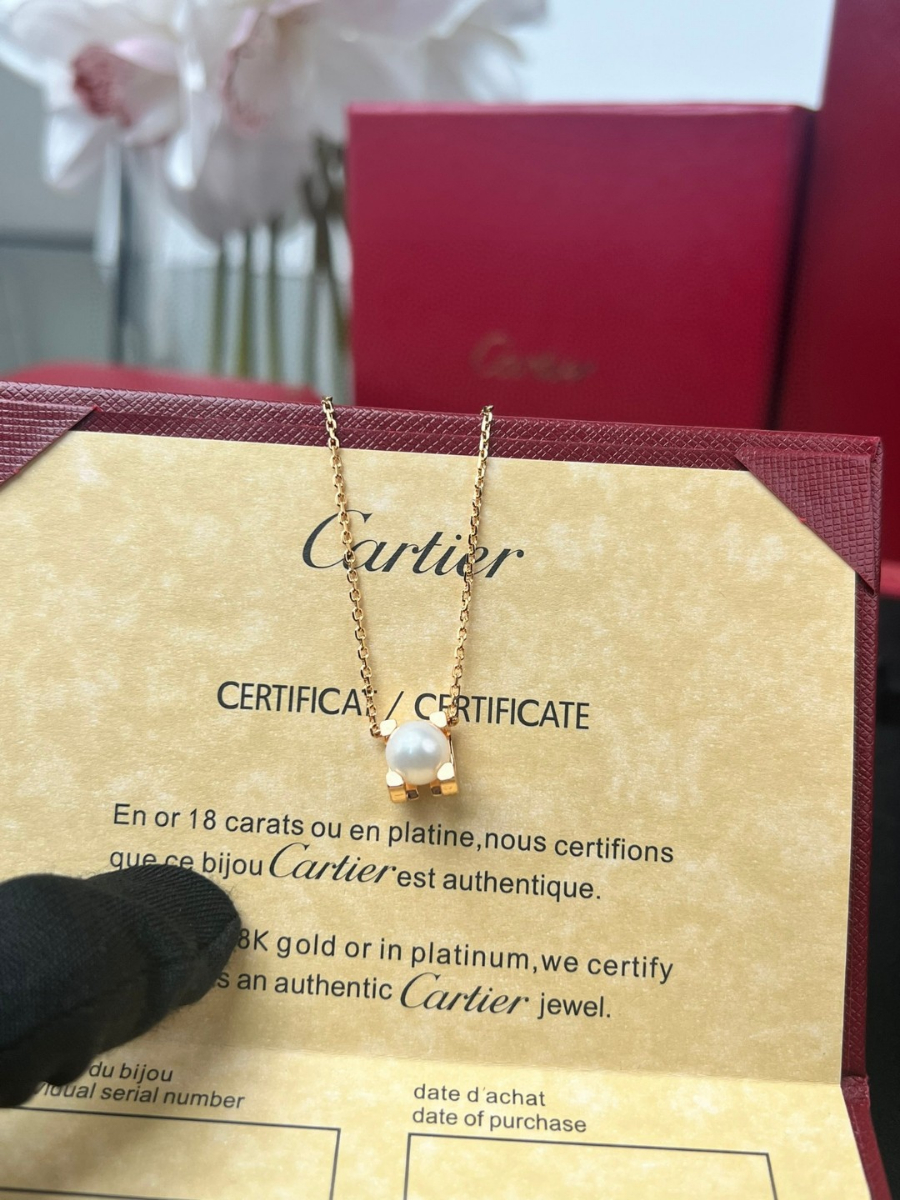 Cartier
Cartier
CERTIFICAT / CERTIFICATE
En or 18 carats ou en platine,nous certifions
que ce bijou Cartier est authentique.
8K gold or in platinum,we certify
s an authentic Cartier jewel.
du bijou
idual serial number
date d'achat
date of purchase